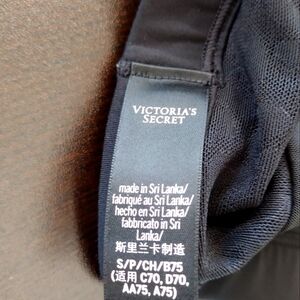 VICTORIA'S
SECRET
made in Sri Lanka/
fabriqué au Sri Lanka/
hecho en Sri Lanka/
fabbricato in Sri
Lanka/
斯里兰卡制造
S/P/CH/B75
(适用 C70, D70,
AA75, A75)